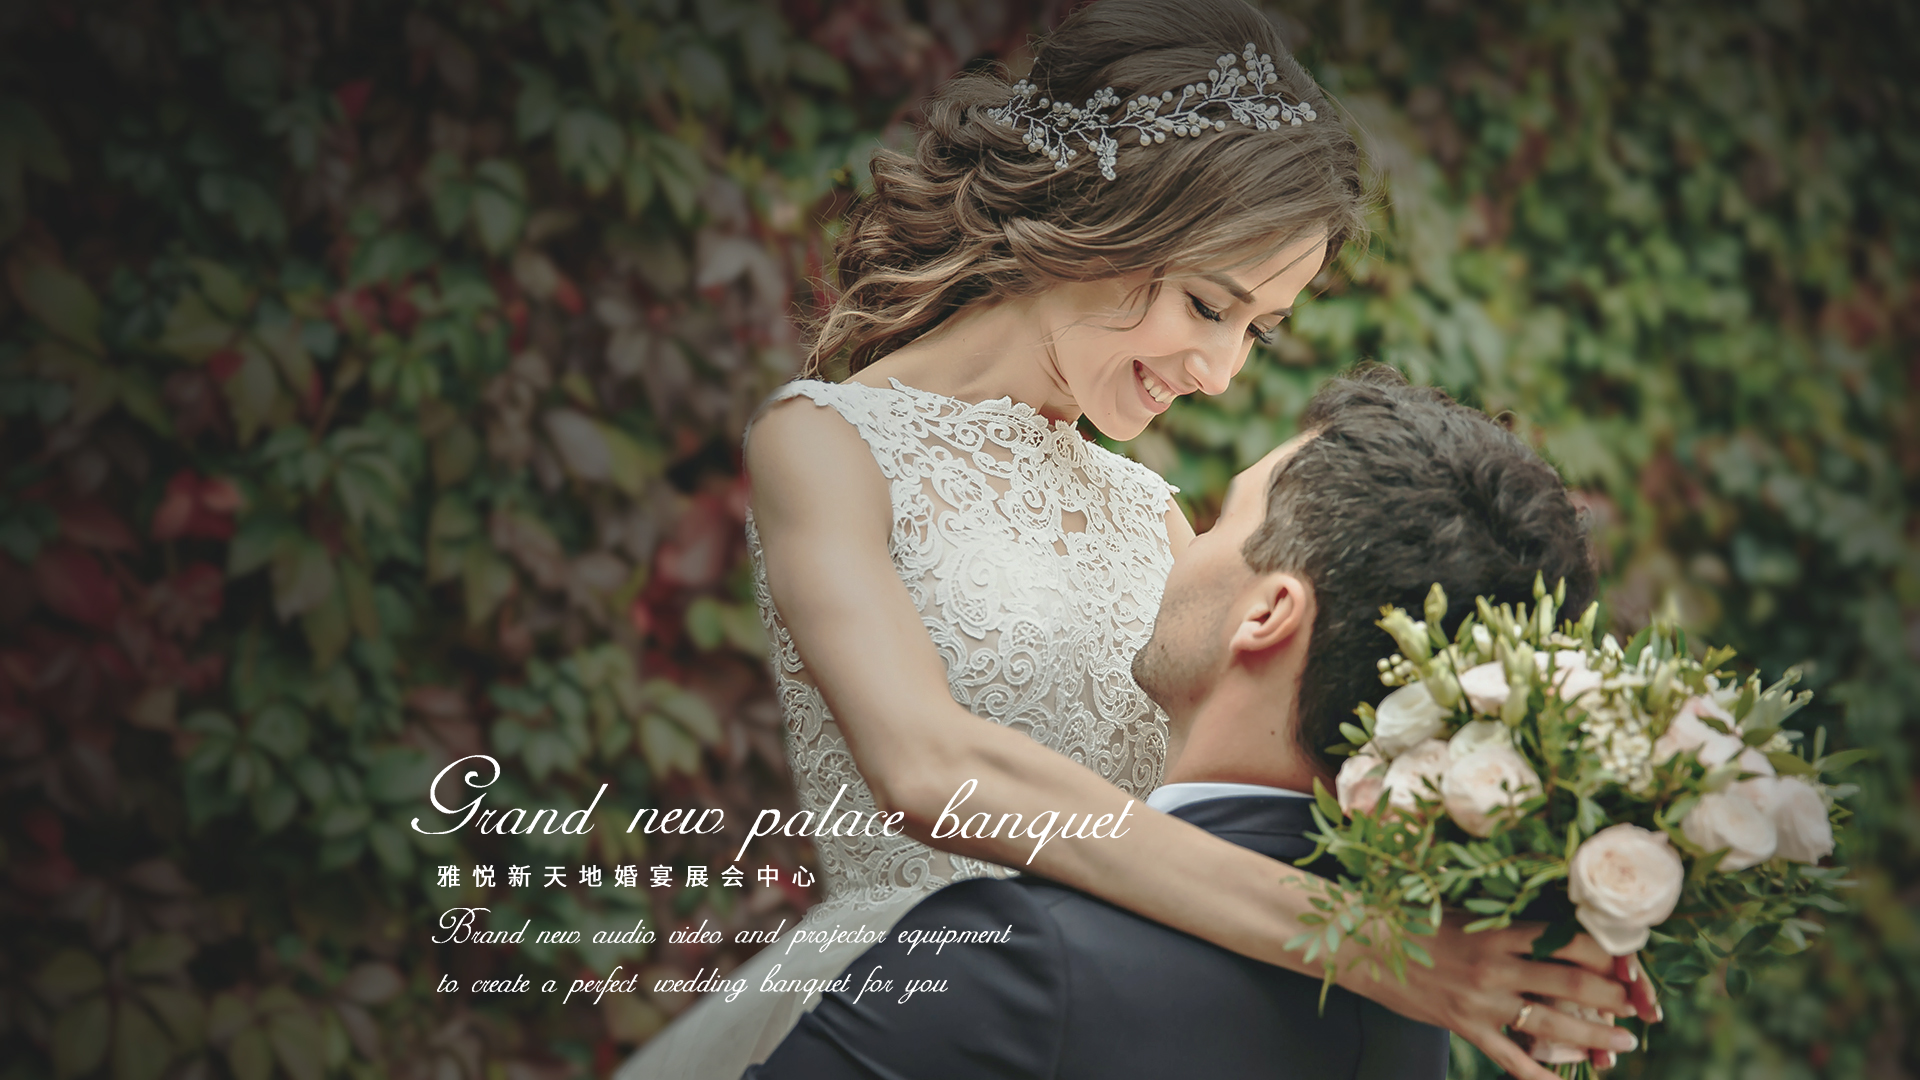 Grand new palace banquet
雅悦新天地婚宴展会中心
Brand new audio video and projector equipment
to create a perfect wedding banquet for you